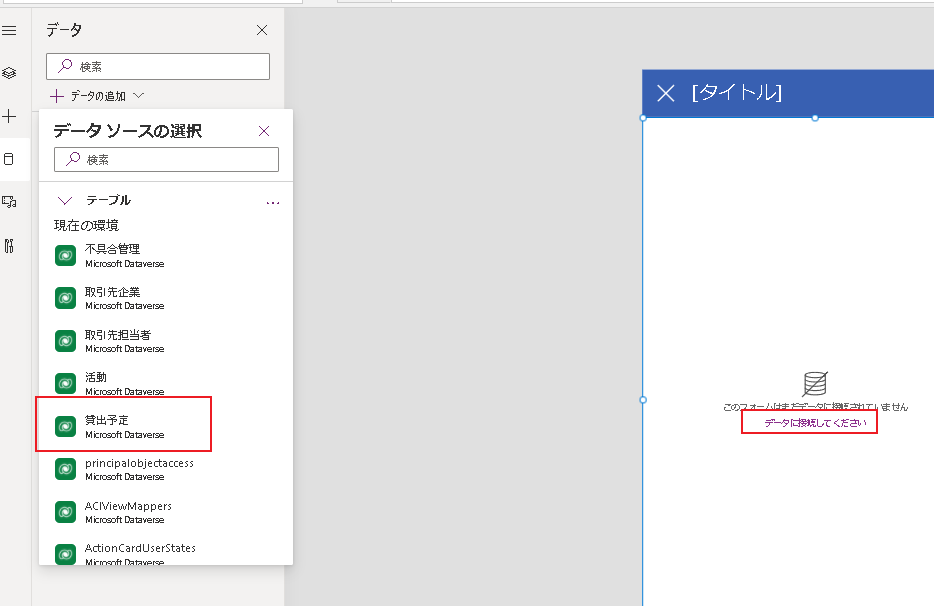 データ
検索
データの追加
データ ソースの選択
検索
テーブル
現在の環境
不具合管理
Microsoft Dataverse
取引先企業
Microsoft Dataverse
取引先担当者
Microsoft Dataverse
活動
Microsoft Dataverse
貸出予定
Microsoft Dataverse
principalobjectaccess
Microsoft Dataverse
ACIViewMappers
Microsoft Dataverse
ActionCardUserStates
Microsoft Dataverse
[タイトル]
このフォームはまだデータに接続されていません
データに接続してください